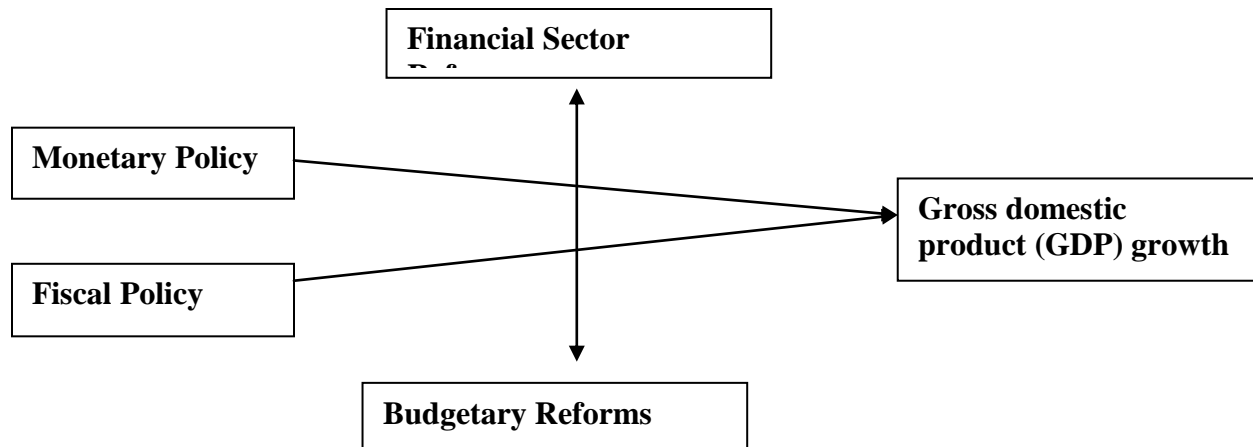 Financial Sector
Monetary Policy
Gross domestic
product (GDP) growth
Fiscal Policy
Budgetary Reforms